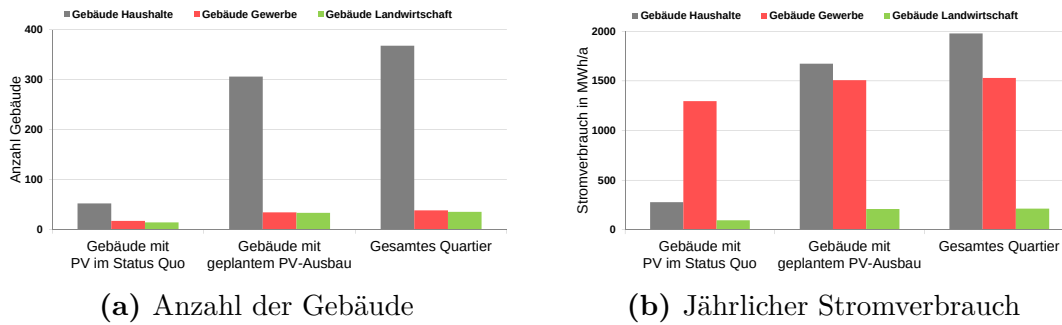 Gebäude Haushalte Gebäude Gewerbe Gebäude Landwirtschaft
Anzahl Gebäude
400
300
200
100
0
Gebäude mit
PV im Status Quo
Gebäude mit
geplantem PV-Ausbau
Gesamtes Quartier
(a) Anzahl der Gebäude
Gebäude Haushalte Gebäude Gewerbe Gebäude Landwirtschaft
Stromverbrauch in MWh/a
2000
1500
1000
500
0
Gebäude mit
PV im Status Quo
Gebäude mit
geplantem PV-Ausbau
Gesamtes Quartier
(b) Jährlicher Stromverbrauch